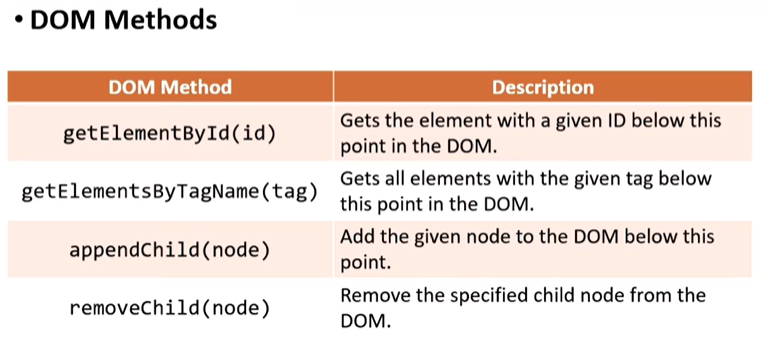 • DOM Methods
DOM Method Description
getElementById(id) Gets the element with a given ID below this
point in the DOM.
getElementsByTagName(tag) Gets all elements with the given tag below
this point in the DOM.
appendChild(node) Add the given node to the DOM below this
point.
removeChild(node) Remove the specified child node from the
DOM.